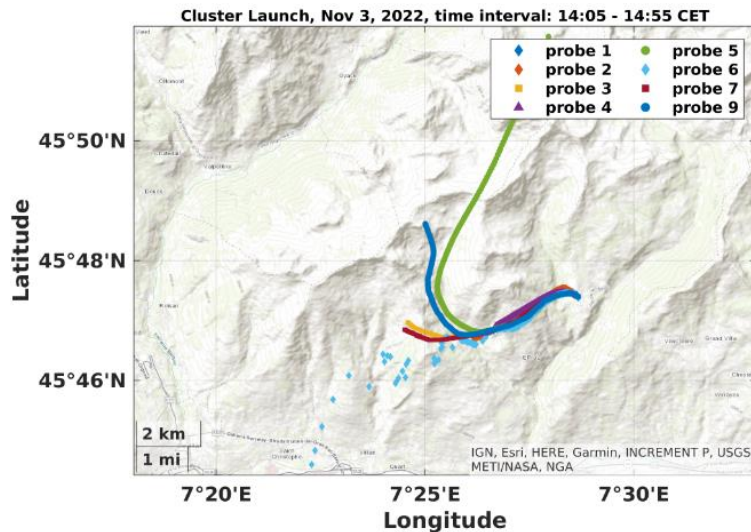 Cluster Launch, Nov 3, 2022, time interval: 14:05 - 14:55 CET
probe 1
probe 2
probe 3
probe 4
probe 5
probe 6
probe 7
probe 9
45°50'N
45°48'N
45°46'N
Latitude
2 km
1 mi
IGN, Esri, HERE, Garmin, INCREMENT P, USGS
METI/NASA, NGA
7°20'E
7°25'E
7°30'E
Longitude